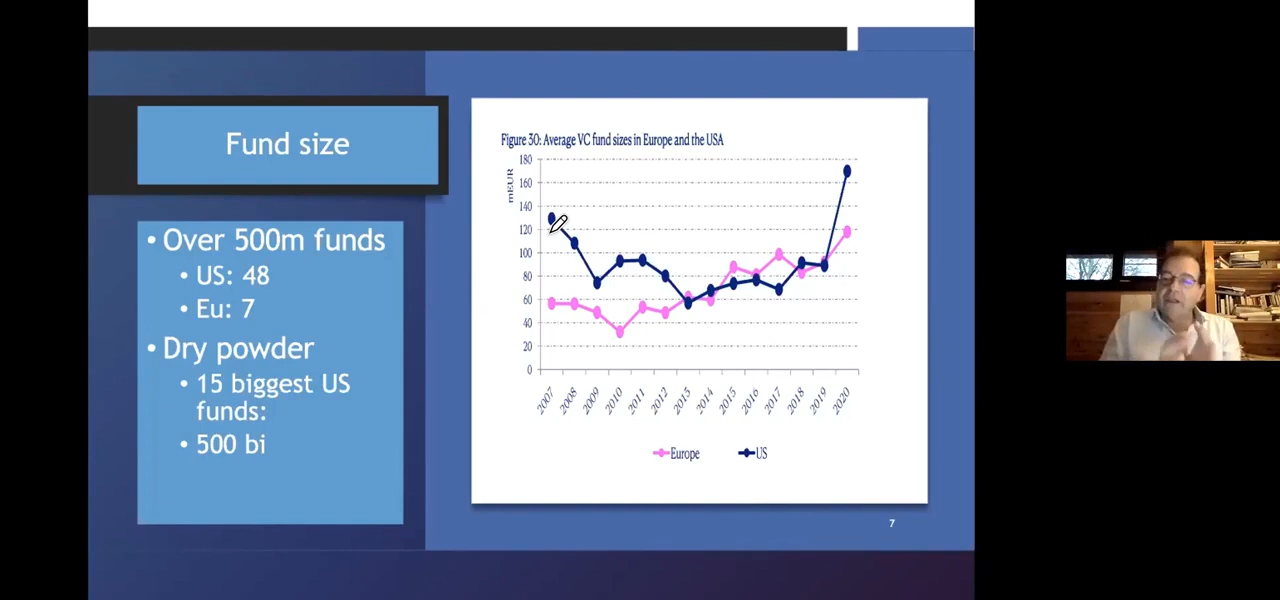 Fund size
• Over 500m funds
• US: 48
• Eu: 7
• Dry powder
• 15 biggest US
funds:
• 500 bi
Figure 30: Average VC fund sizes in Europe and the USA
mEUR
180
160
140
120
100
80
60
40
20
0
2007 2008 2009 2010 2011 2012 2013 2014 2015 2016 2017 2018 2019 2020
Europe US
7